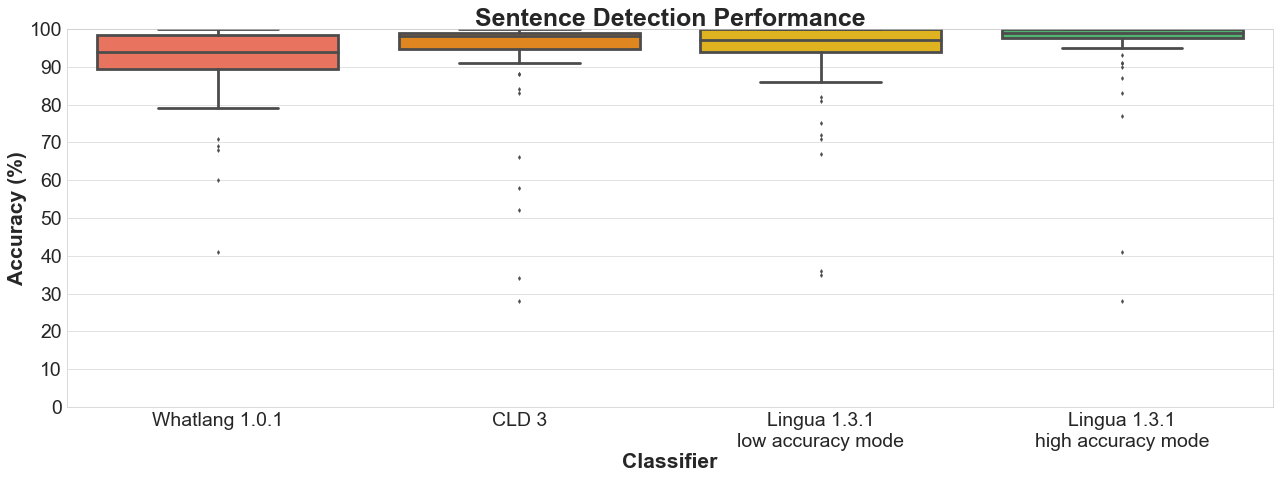 Sentence Detection Performance
100
90
80
70
60
50
40
30
20
10
0
Accuracy (%)
Whatlang 1.0.1
CLD 3
Lingua 1.3.1
low accuracy mode
Lingua 1.3.1
high accuracy mode
Classifier